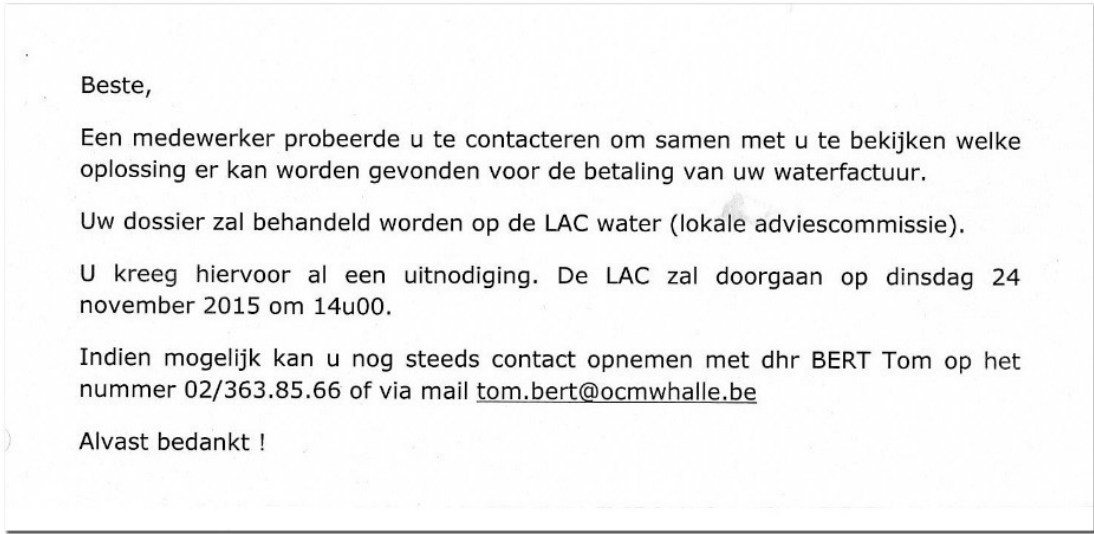 Beste,
Een medewerker probeerde u te contacteren om samen met u te bekijken welke
oplossing er kan worden gevonden voor de betaling van uw waterfactuur.
Uw dossier zal behandeld worden op de LAC water (lokale adviescommissie).
U kreeg hiervoor al een uitnodiging. De LAC zal doorgaan op dinsdag 24
november 2015 om 14u00.
Indien mogelijk kan u nog steeds contact opnemen met dhr BERT Tom op het
nummer 02/363.85.66 of via mail tom.bert@ocmwhalle.be
Alvast bedankt !